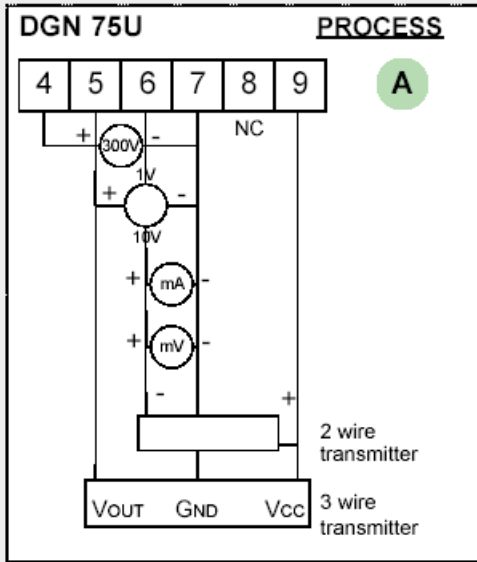 DGN 75U PROCESS
4 5 6 7 8 9 A
NC
+ 300V -
1V
+ -
10V
+ mA -
+ mV -
- +
2 wire
transmitter
VOUT GND VCC
3 wire
transmitter